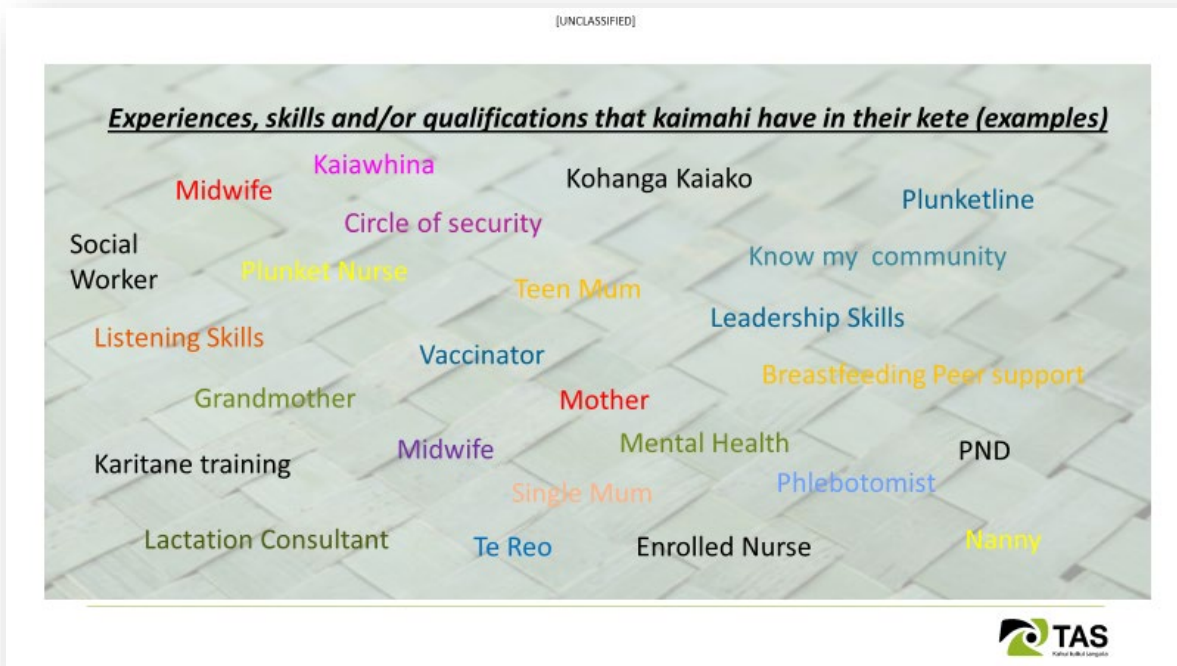 [UNCLASSIFIED]
Experiences, skills and/or qualifications that kaimahi have in their kete (examples)
Kaiawhina
Midwife
Kohanga Kaiako
Plunketline
Circle of security
Social
Worker
Plunket Nurse
Know my  community
Teen Mum
Leadership Skills
Listening Skills
Vaccinator
Breastfeeding Peer support
Grandmother
Mother
Midwife
Mental Health
PND
Karitane training
Single Mum
Phlebotomist
Lactation Consultant
Te Reo
Enrolled Nurse
Nanny
TAS